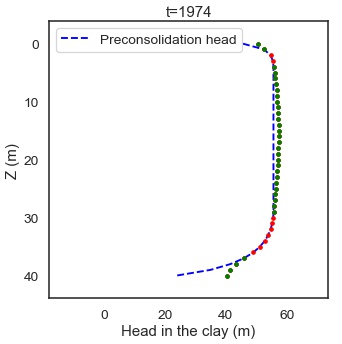 t=1974
Preconsolidation head
0
10
20
30
40
Z (m)
0 20 40 60
Head in the clay (m)